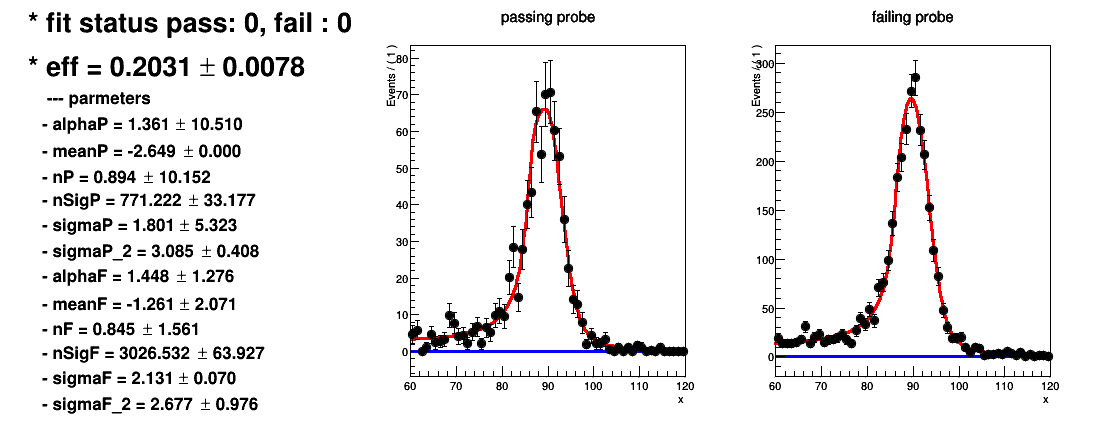 * fit status pass: 0, fail : 0
* eff = 0.2031 ± 0.0078
--- parmeters
- alphaP = 1.361 ± 10.510
- meanP = -2.649 ± 0.000
- nP = 0.894 ± 10.152
- nSigP = 771.222 ± 33.177
- sigmaP = 1.801 ± 5.323
- sigmaP_2 = 3.085 ± 0.408
- alphaF = 1.448 ± 1.276
- meanF = -1.261 ± 2.071
- nF = 0.845 ± 1.561
- nSigF = 3026.532 ± 63.927
- sigmaF = 2.131 ± 0.070
- sigmaF_2 = 2.677 ± 0.976
passing probe
Events / ( 1 )
80
70
60
50
40
30
20
10
0
60 70 80 90 100 110 120
x
failing probe
Events / ( 1 )
300
250
200
150
100
50
0
60 70 80 90 100 110 120
x